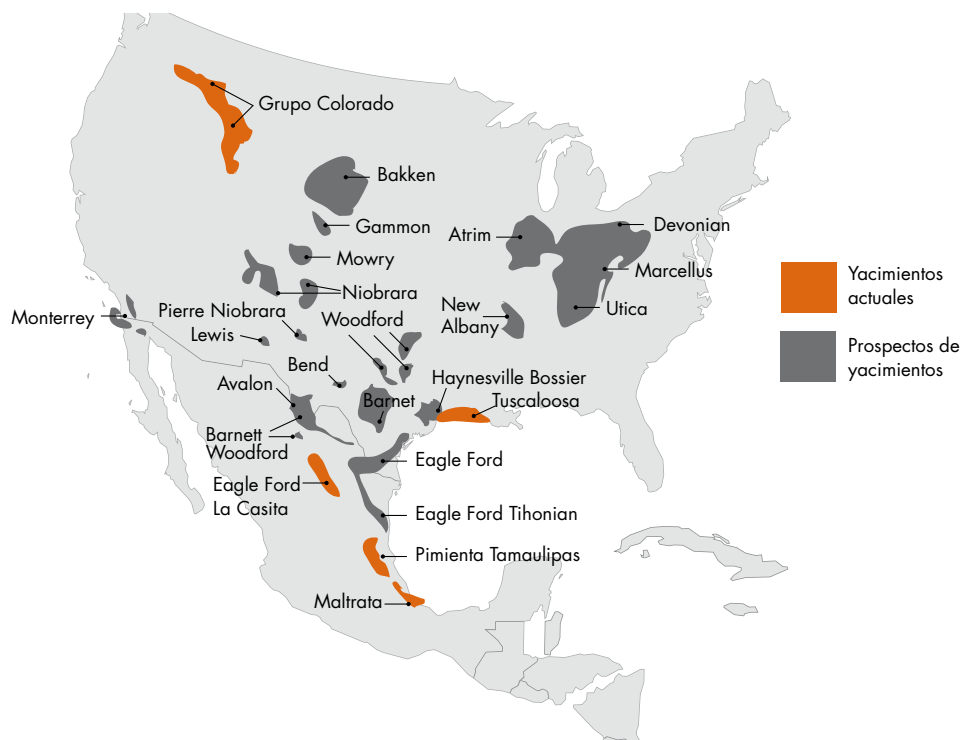 Grupo Colorado
Bakken
Gammon
Atrim
Devonian
Mowry
Marcellus
Niobrara
Utica
New
Albany
Monterrey
Pierre Niobrara
Lewis
Woodford
Bend
Haynesville Bossier
Tuscaloosa
Avalon
Barnet
Barnett
Woodford
Eagle Ford
Eagle Ford
La Casita
Eagle Ford Tihonian
Pimienta Tamaulipas
Maltrata
Yacimientos
actuales
Prospectos de
yacimientos